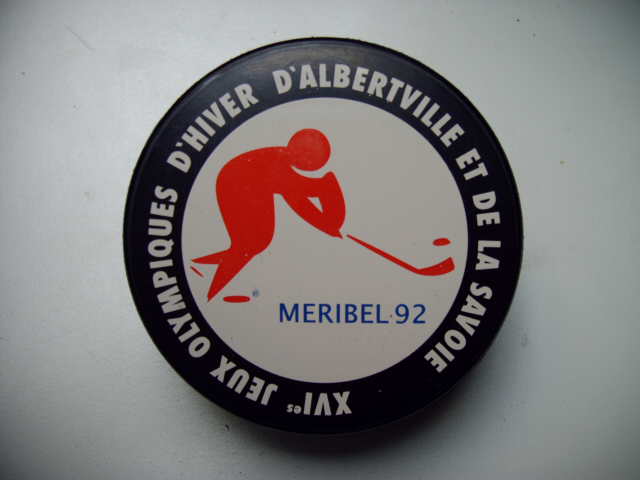 XVIes JEUX OLYMPIQUES D'HIVER D'ALBERTVILLE ET DE LA SAVOIE
MERIBEL·92